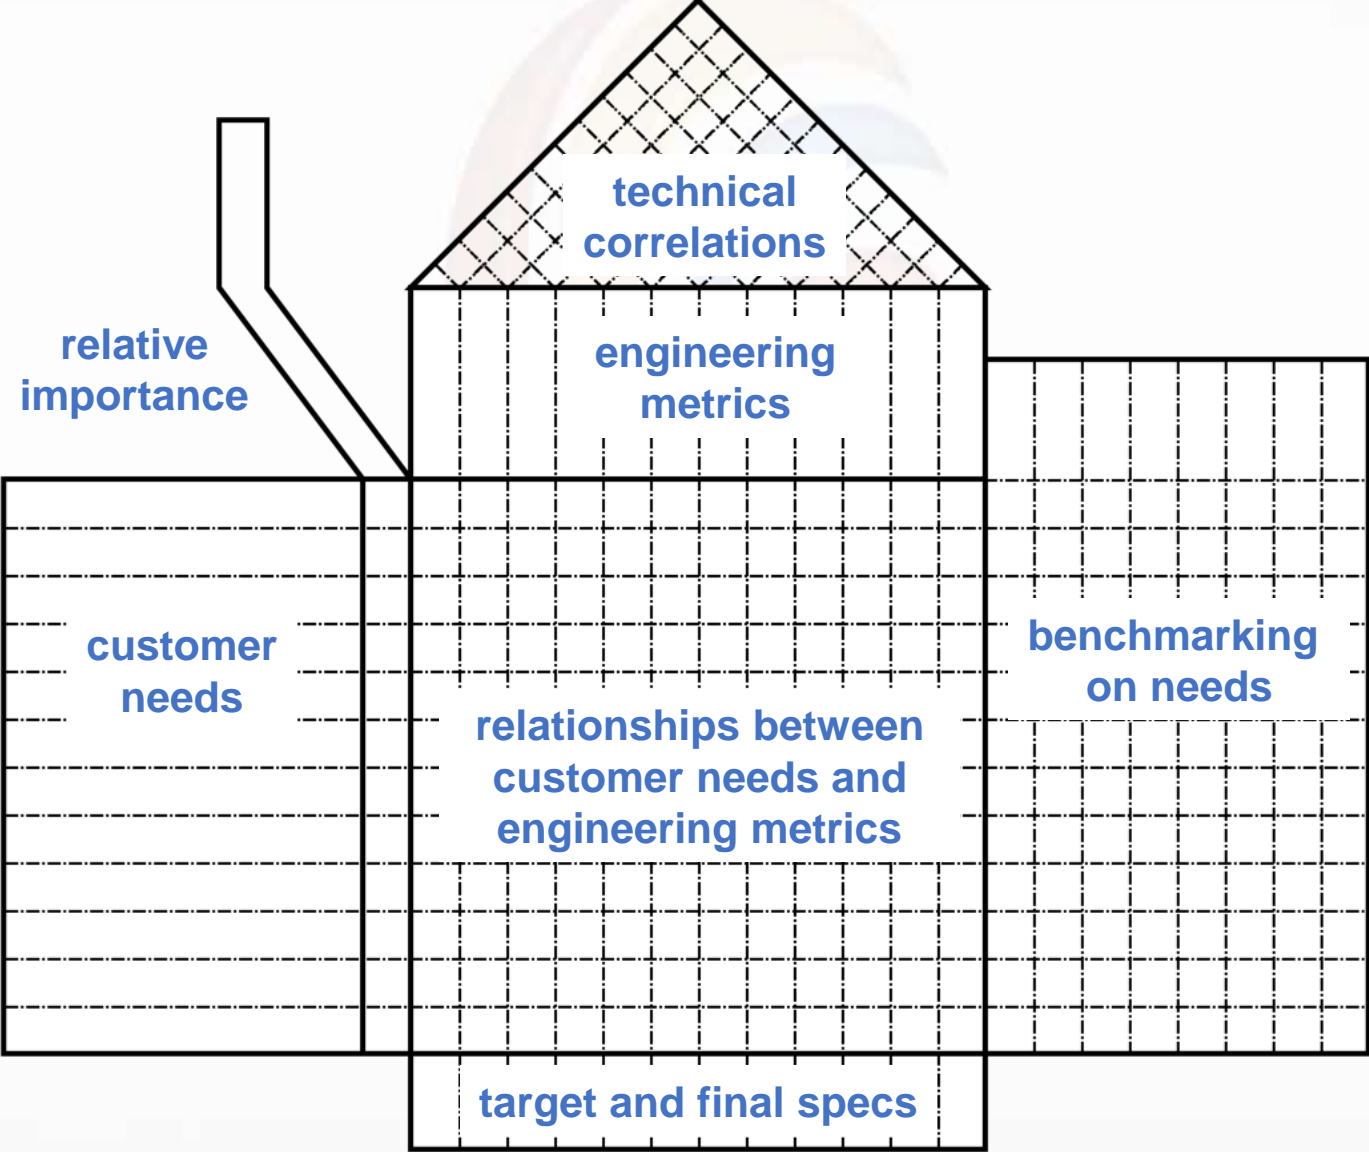 technical
correlations
relative
importance
engineering
metrics
customer
needs
relationships between
customer needs and
engineering metrics
benchmarking
on needs
target and final specs